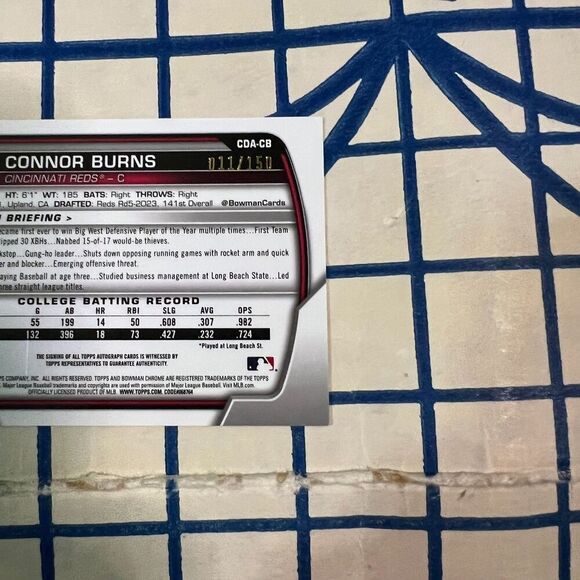 CDA-CB
CONNOR BURNS 011/150
CINCINNATI REDS® – C
HT: 6'1" WT: 185 BATS: Right THROWS: Right
Upland, CA DRAFTED: Reds Rd5-2023, 141st Overall @BowmanCards
BRIEFING >
came first ever to win Big West Defensive Player of the Year multiple times...First Team
ripped 30 XBHs...Nabbed 15-of-17 would-be thieves.
kstop...Gung-ho leader...Shuts down opposing running games with rocket arm and quick
er and blocker...Emerging offensive threat.
aying Baseball at age three...Studied business management at Long Beach State...Led
hree straight league titles.
COLLEGE BATTING RECORD
G AB HR RBI SLG AVG OPS
55 199 14 50 .608 .307 .982
132 396 18 73 .427 .232 .724
*Played at Long Beach St.
THE SIGNING OF ALL TOPPS AUTOGRAPH CARDS IS WITNESSED BY
TOPPS REPRESENTATIVES TO GUARANTEE AUTHENTICITY.
S COMPANY, INC. ALL RIGHTS RESERVED. TOPPS AND BOWMAN CHROME ARE REGISTERED TRADEMARKS OF THE TOPPS
Major League Baseball trademarks and copyrights are used with permission of Major League Baseball. Visit MLB.com.
OFFICIALLY LICENSED PRODUCT OF MLB WWW.TOPPS.COM. CODE#868764